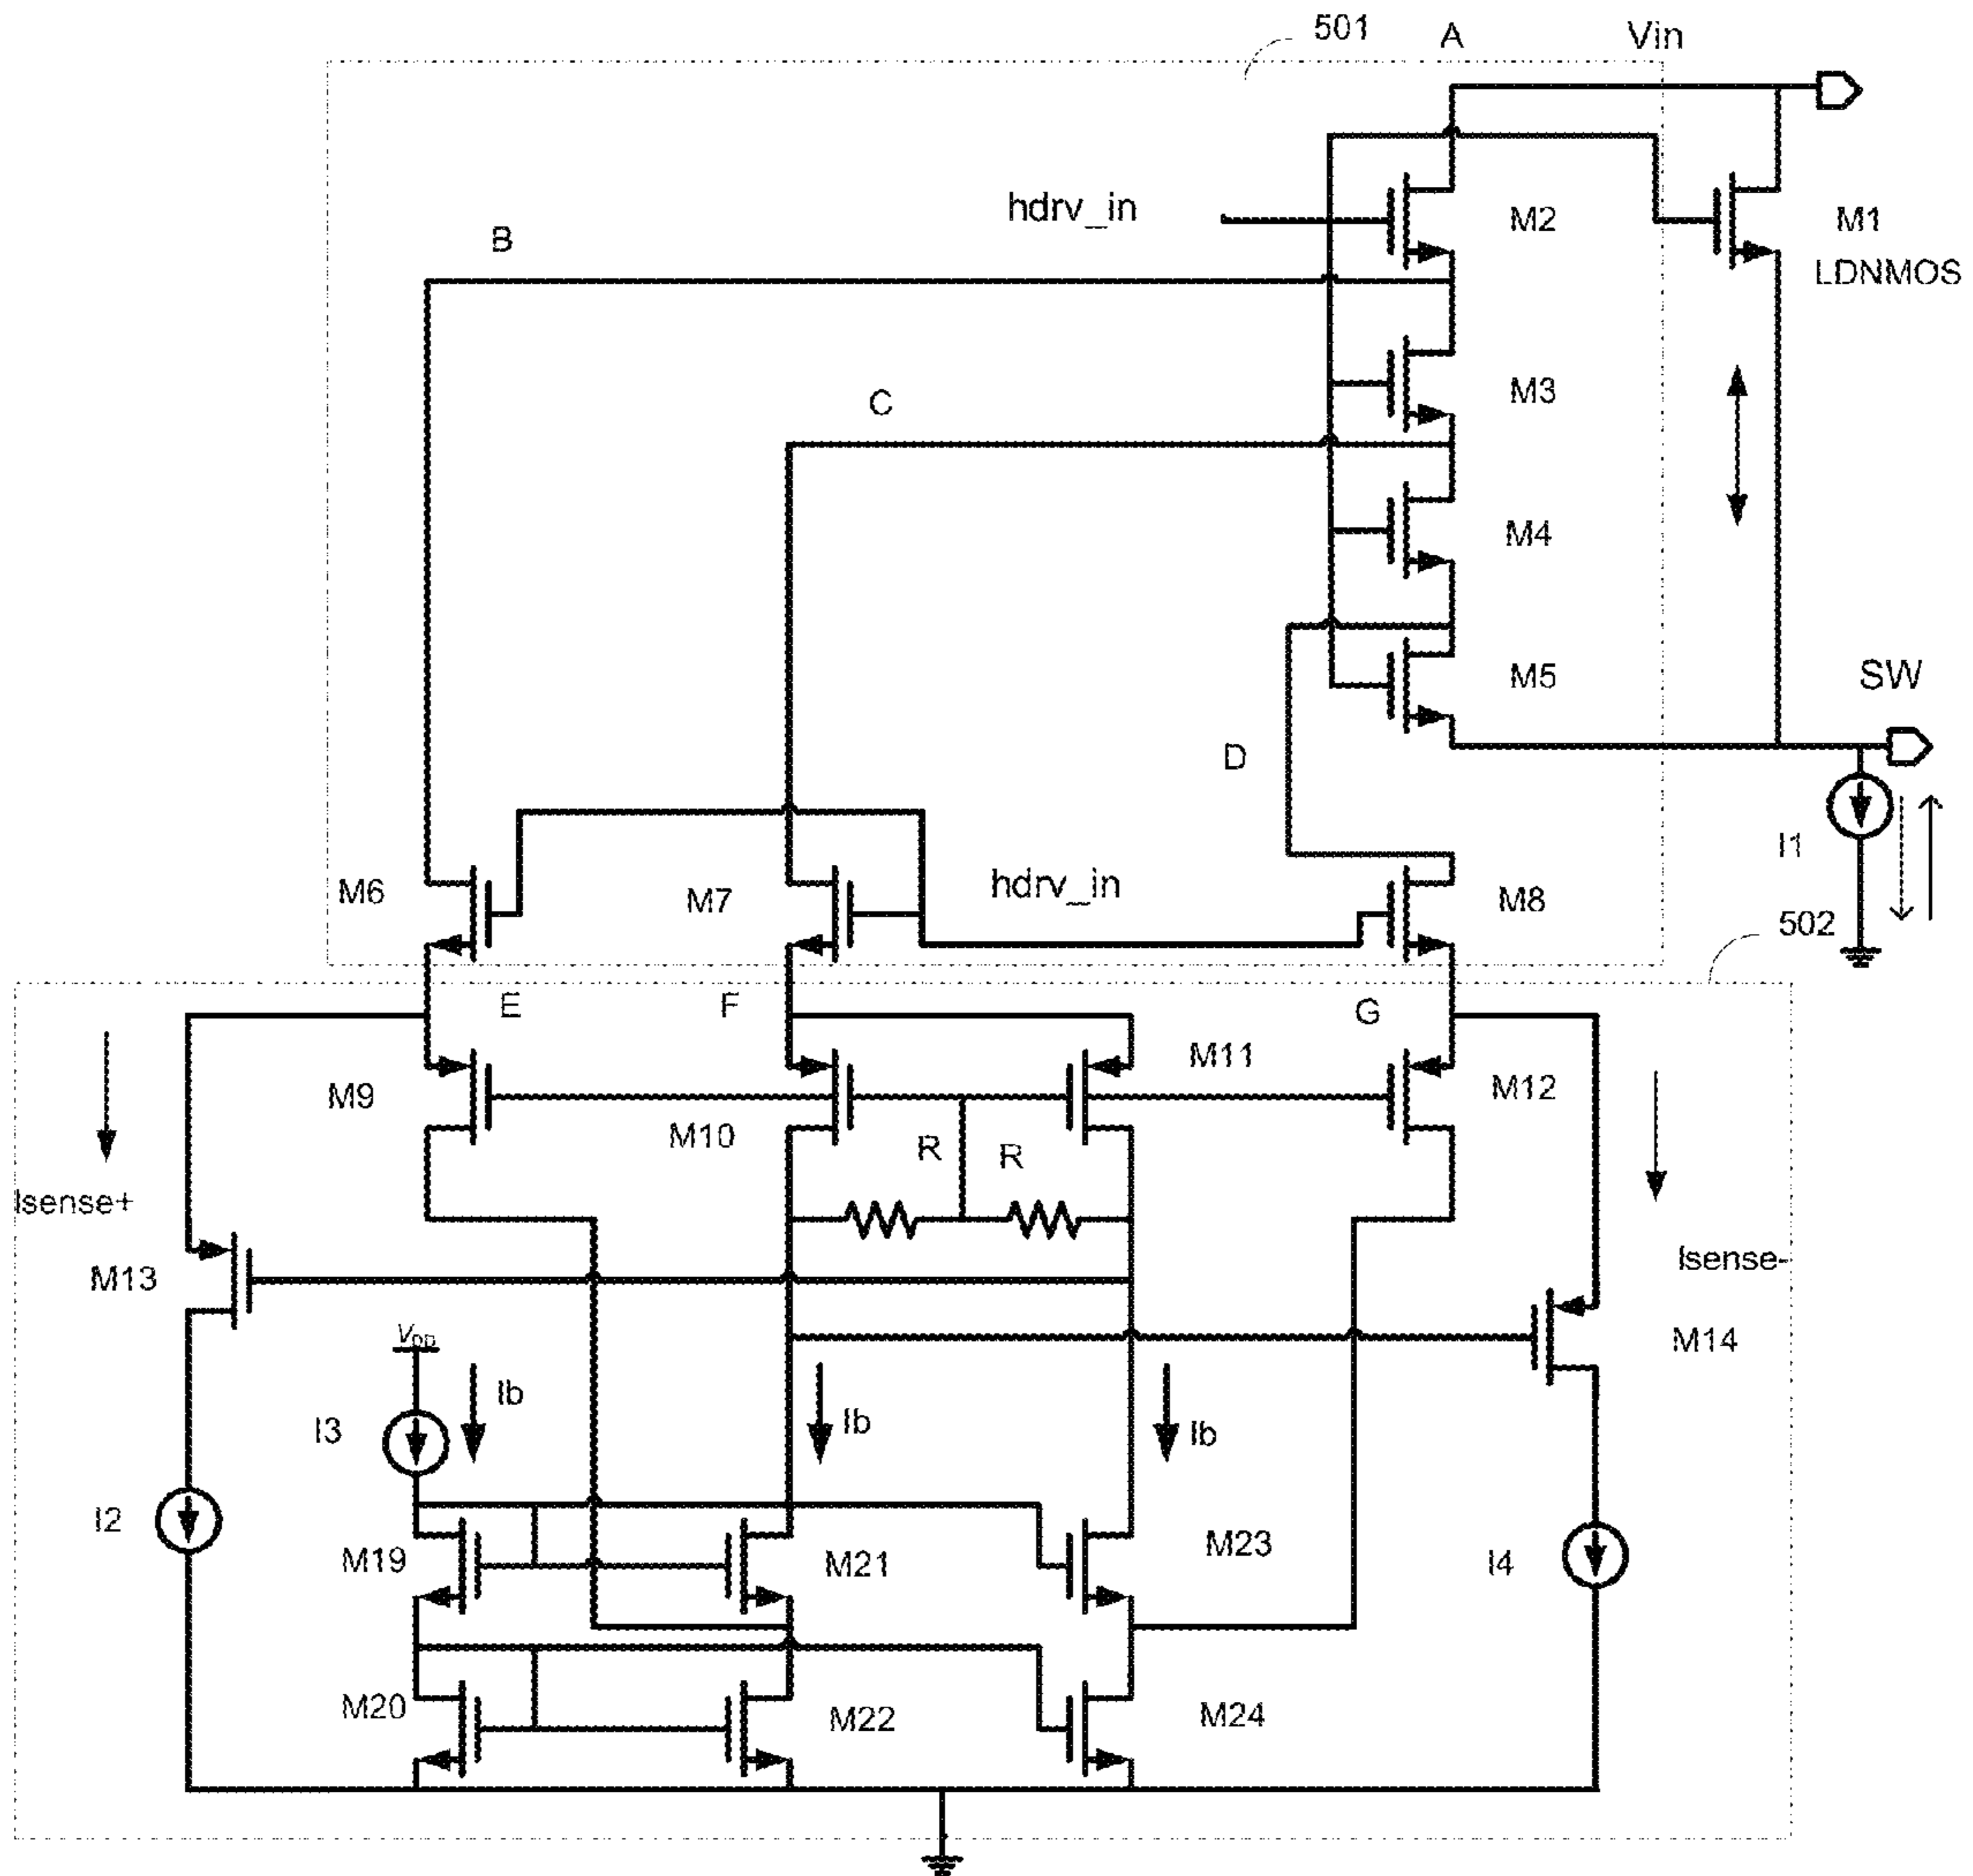 501
A
Vin
hdrv_in
M2
M1
LDNMOS
B
M3
C
M4
M5
SW
D
I1
M6
M7
hdrv_in
M8
502
E
F
G
M11
M9
M12
M10
R
R
Isense+
M13
Isense-
M14
VDD
Ib
Ib
Ib
I3
I2
M19
M21
M23
I4
M20
M22
M24